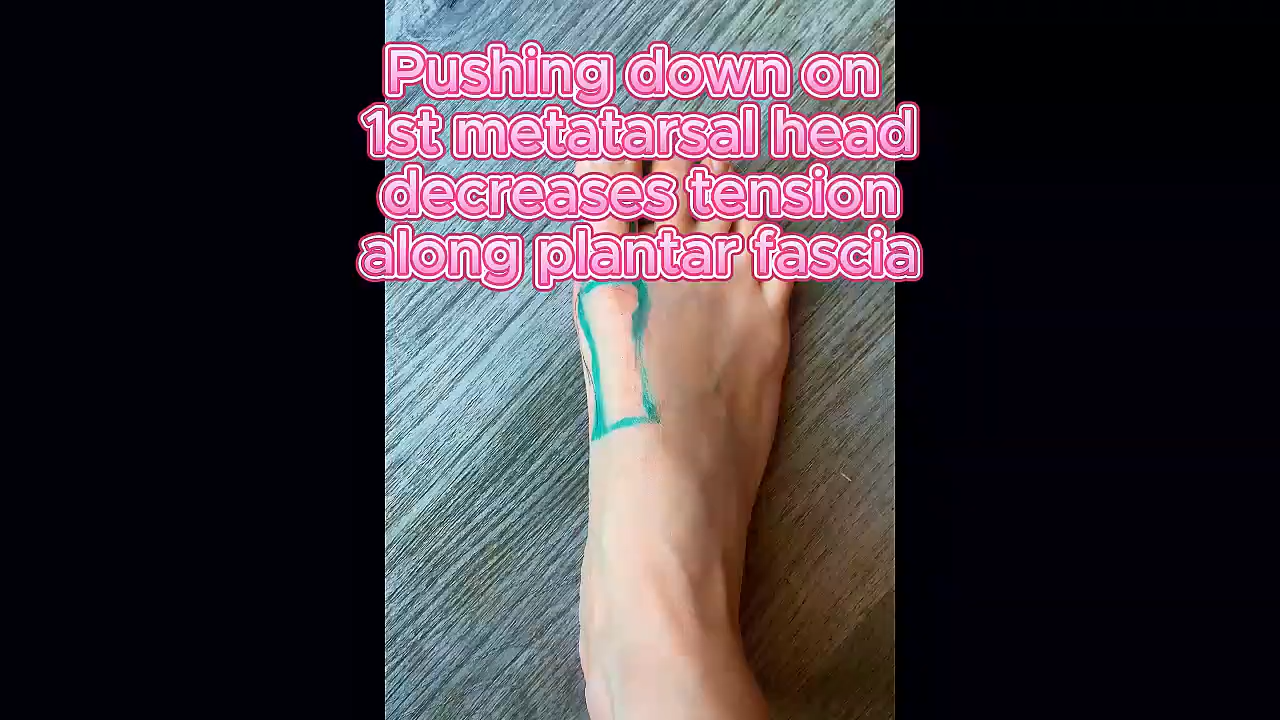 Pushing down on
1st metatarsal head
decreases tension
along plantar fascia